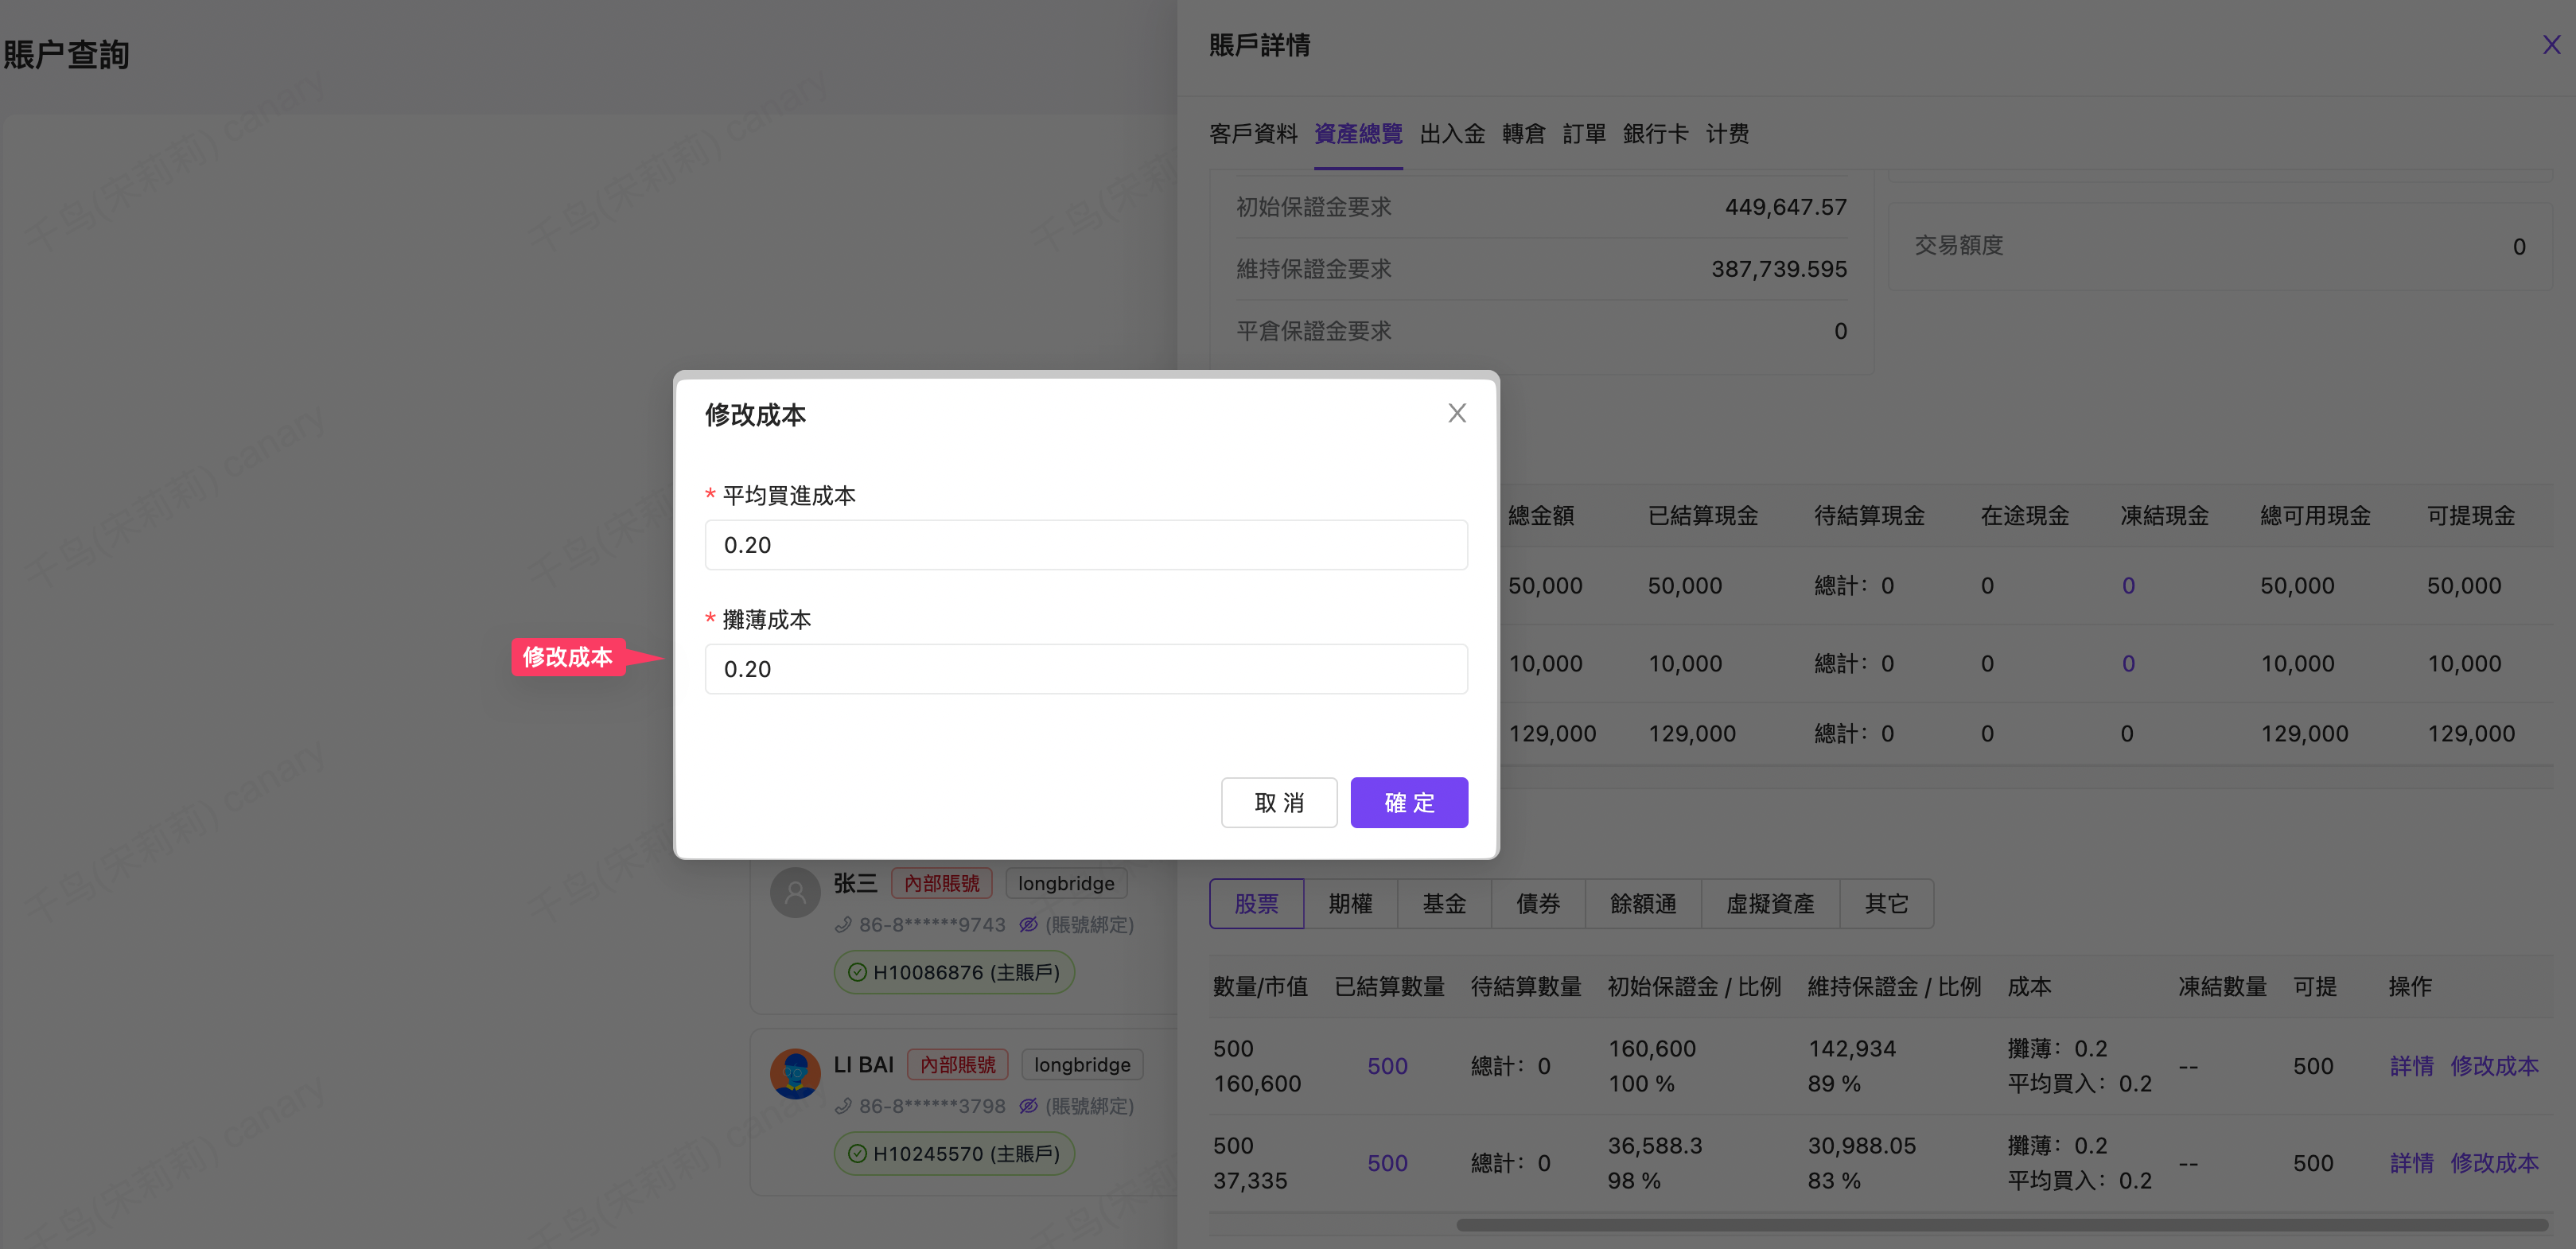 賬户查詢
賬戶詳情
客戶資料 資產總覽 出入金 轉倉 訂單 銀行卡 计费
初始保證金要求 449,647.57
維持保證金要求 387,739.595
平倉保證金要求 0
交易額度 0
修改成本
* 平均買進成本
0.20
* 攤薄成本
0.20
取 消 確 定
修改成本
總金額 已結算現金 待結算現金 在途現金 凍結現金 總可用現金 可提現金
50,000 50,000 總計：0 0 0 50,000 50,000
10,000 10,000 總計：0 0 0 10,000 10,000
129,000 129,000 總計：0 0 0 129,000 129,000
张三 內部賬號 longbridge
86-8******9743 (賬號綁定)
H10086876 (主賬戶)
LI BAI 內部賬號 longbridge
86-8******3798 (賬號綁定)
H10245570 (主賬戶)
股票 期權 基金 債券 餘額通 虛擬資產 其它
數量/市值 已結算數量 待結算數量 初始保證金 / 比例 維持保證金 / 比例 成本 凍結數量 可提 操作
500 160,600 500 總計：0 160,600 100 % 142,934 89 % 攤薄：0.2 平均買入：0.2 -- 500 詳情 修改成本
500 37,335 500 總計：0 36,588.3 98 % 30,988.05 83 % 攤薄：0.2 平均買入：0.2 -- 500 詳情 修改成本
千鸟(宋莉莉) canary